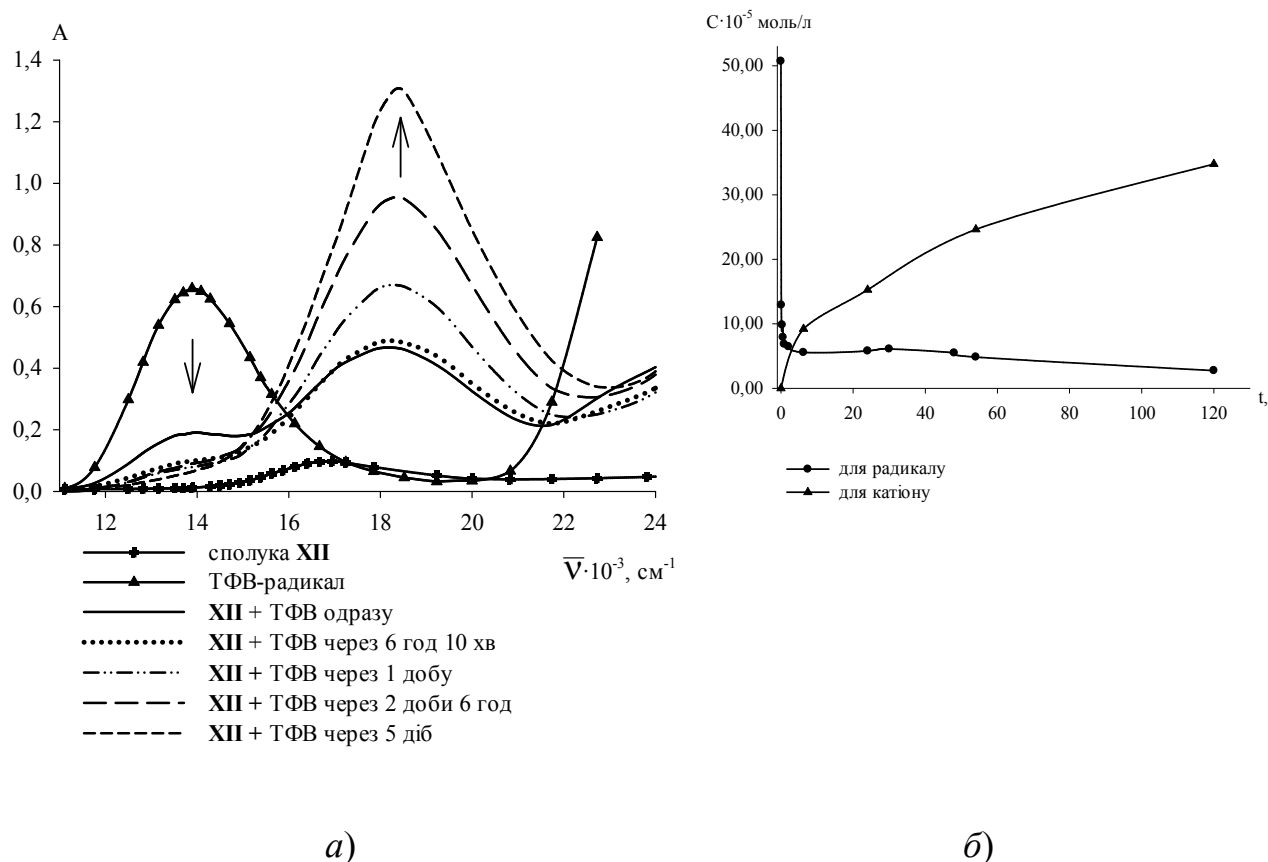 A
1,4
1,2
1,0
0,8
0,6
0,4
0,2
0,0
12 14 16 18 20 22 24
ν̅·10⁻³, см⁻¹
сполука XII
ТФВ-радикал
XII + ТФВ одразу
XII + ТФВ через 6 год 10 хв
XII + ТФВ через 1 добу
XII + ТФВ через 2 доби 6 год
XII + ТФВ через 5 діб
а)
C·10⁻⁵ моль/л
50,00
40,00
30,00
20,00
10,00
0,00
0 20 40 60 80 100 120 t,
для радикалу
для катіону
б)